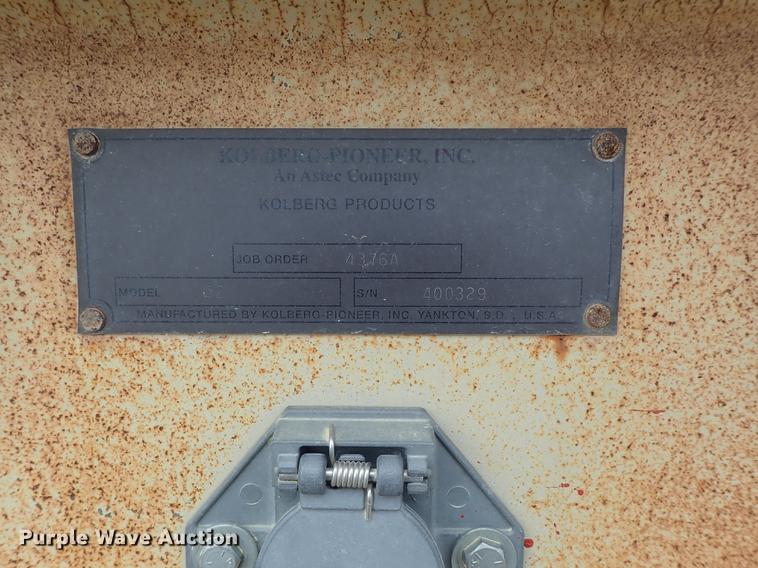 KOLBERG-PIONEER, INC.
An Astec Company
KOLBERG PRODUCTS
JOB ORDER 4376A
MODEL
S/N 400329
MANUFACTURED BY KOLBERG-PIONEER, INC. YANKTON, S.D., U.S.A.
Purple Wave Auction